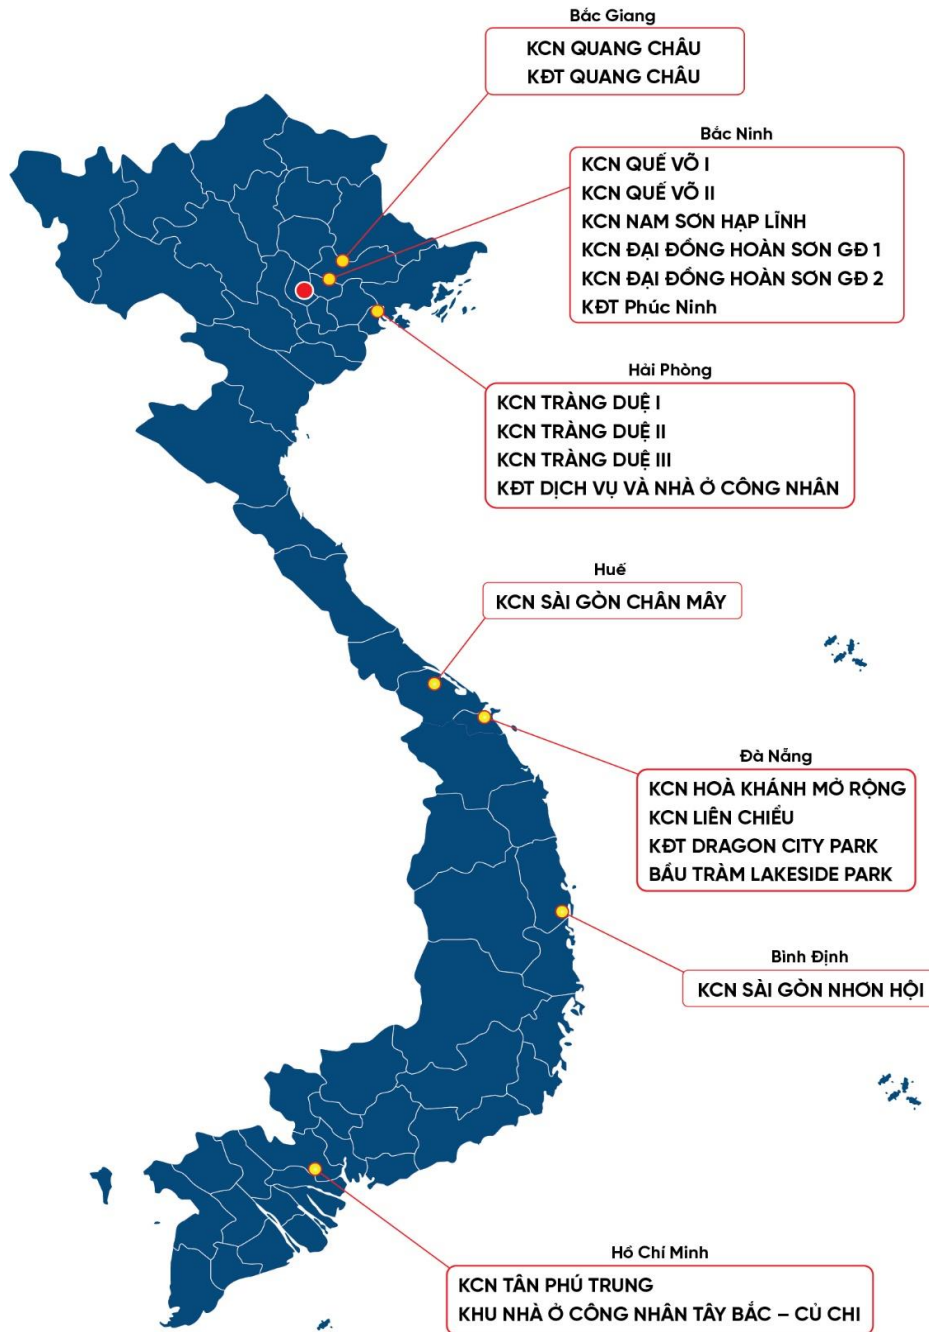 Bắc Giang
KCN QUANG CHÂU
KĐT QUANG CHÂU
Bắc Ninh
KCN QUẾ VÕ I
KCN QUẾ VÕ II
KCN NAM SƠN HẠP LĨNH
KCN ĐẠI ĐỒNG HOÀN SƠN GĐ 1
KCN ĐẠI ĐỒNG HOÀN SƠN GĐ 2
KĐT Phúc Ninh
Hải Phòng
KCN TRÀNG DUỆ I
KCN TRÀNG DUỆ II
KCN TRÀNG DUỆ III
KĐT DỊCH VỤ VÀ NHÀ Ở CÔNG NHÂN
Huế
KCN SÀI GÒN CHÂN MÂY
Đà Nẵng
KCN HOÀ KHÁNH MỞ RỘNG
KCN LIÊN CHIỂU
KĐT DRAGON CITY PARK
BẦU TRÀM LAKESIDE PARK
Bình Định
KCN SÀI GÒN NHƠN HỘI
Hồ Chí Minh
KCN TÂN PHÚ TRUNG
KHU NHÀ Ở CÔNG NHÂN TÂY BẮC – CỦ CHI